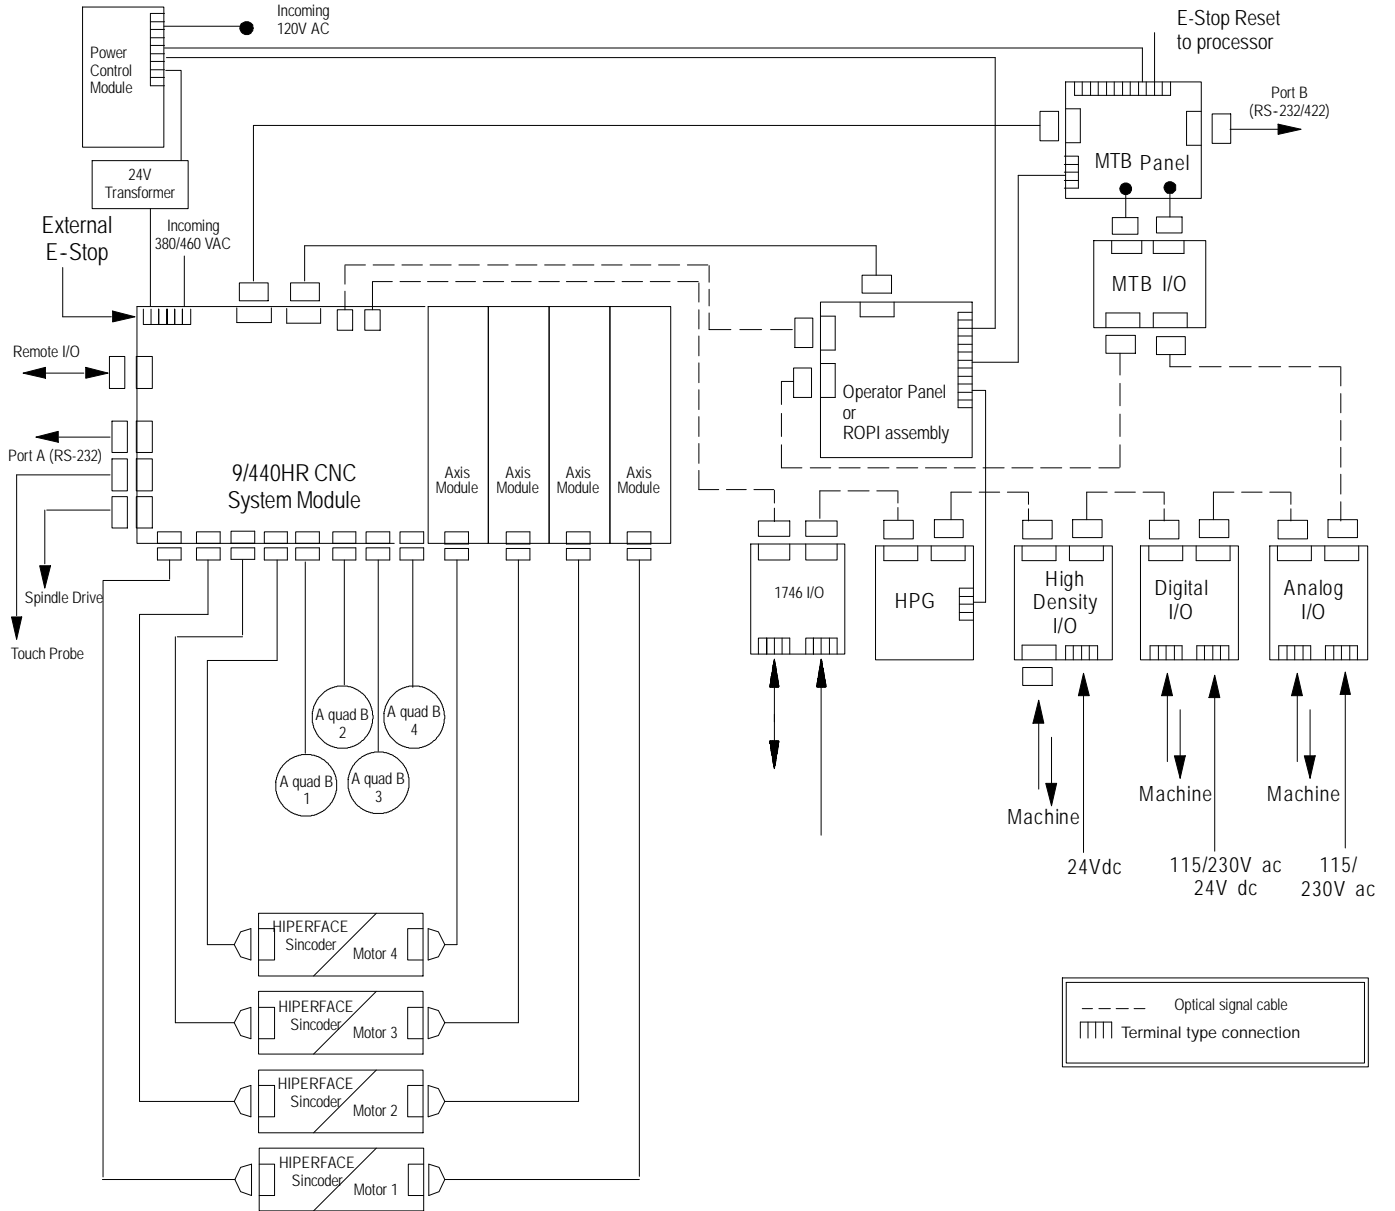 Incoming
120V AC
E-Stop Reset
to processor
Power
Control
Module
Port B
(RS-232/422)
MTB Panel
24V
Transformer
External
E-Stop
Incoming
380/460 VAC
MTB I/O
Remote I/O
Operator Panel
or
ROPI assembly
Port A (RS-232)
9/440HR CNC
System Module
Axis
Module
Axis
Module
Axis
Module
Axis
Module
Spindle Drive
Touch Probe
1746 I/O
HPG
High
Density
I/O
Digital
I/O
Analog
I/O
A quad B
1
A quad B
2
A quad B
3
A quad B
4
Machine
Machine
Machine
24Vdc
115/230V ac
24V dc
115/
230V ac
HIPERFACE
Sincoder
Motor 4
HIPERFACE
Sincoder
Motor 3
HIPERFACE
Sincoder
Motor 2
HIPERFACE
Sincoder
Motor 1
Optical signal cable
Terminal type connection